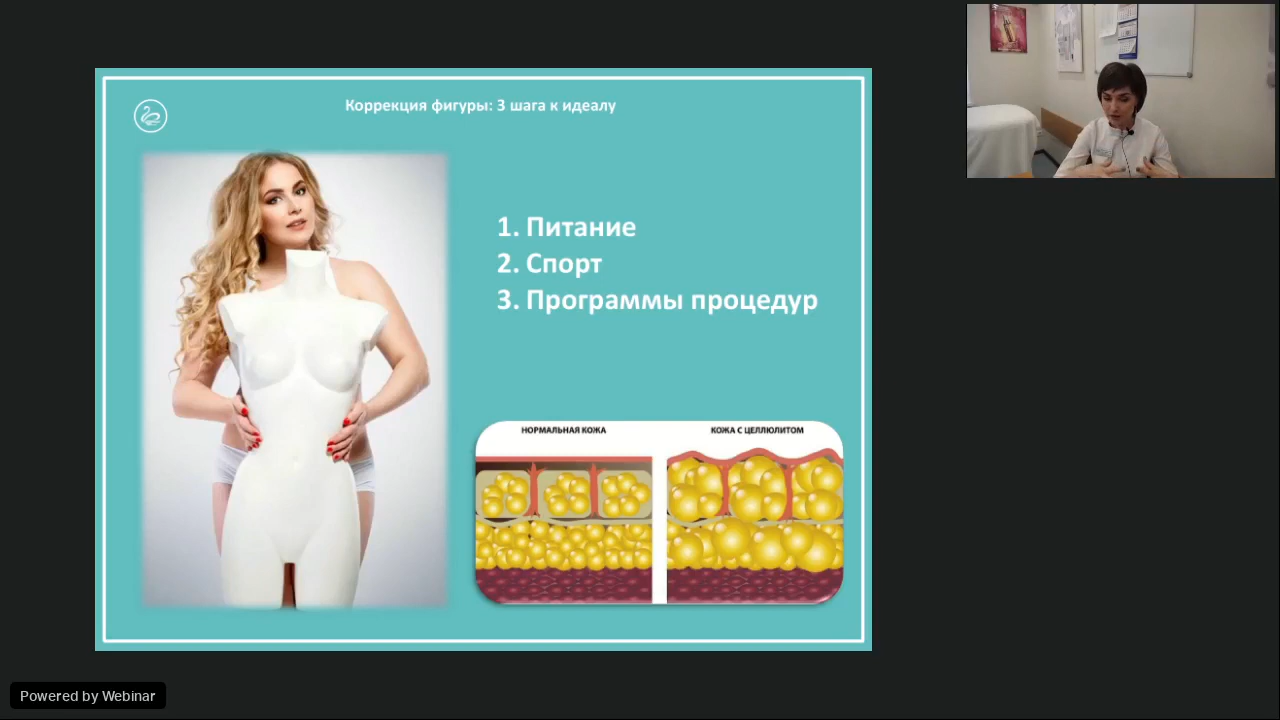 Коррекция фигуры: 3 шага к идеалу
1. Питание
2. Спорт
3. Программы процедур
НОРМАЛЬНАЯ КОЖА
КОЖА С ЦЕЛЛЮЛИТОМ
Powered by Webinar